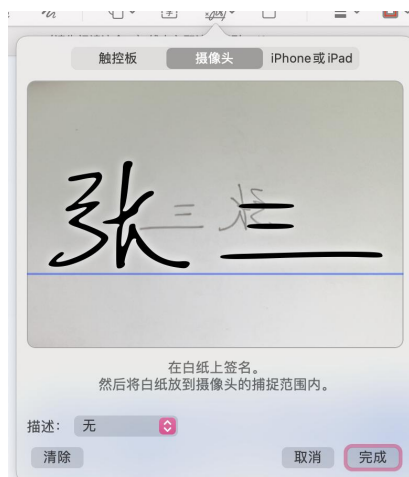 触控板 摄像头 iPhone或iPad
张三
在白纸上签名。
然后将白纸放到摄像头的捕捉范围内。
描述： 无
清除 取消 完成